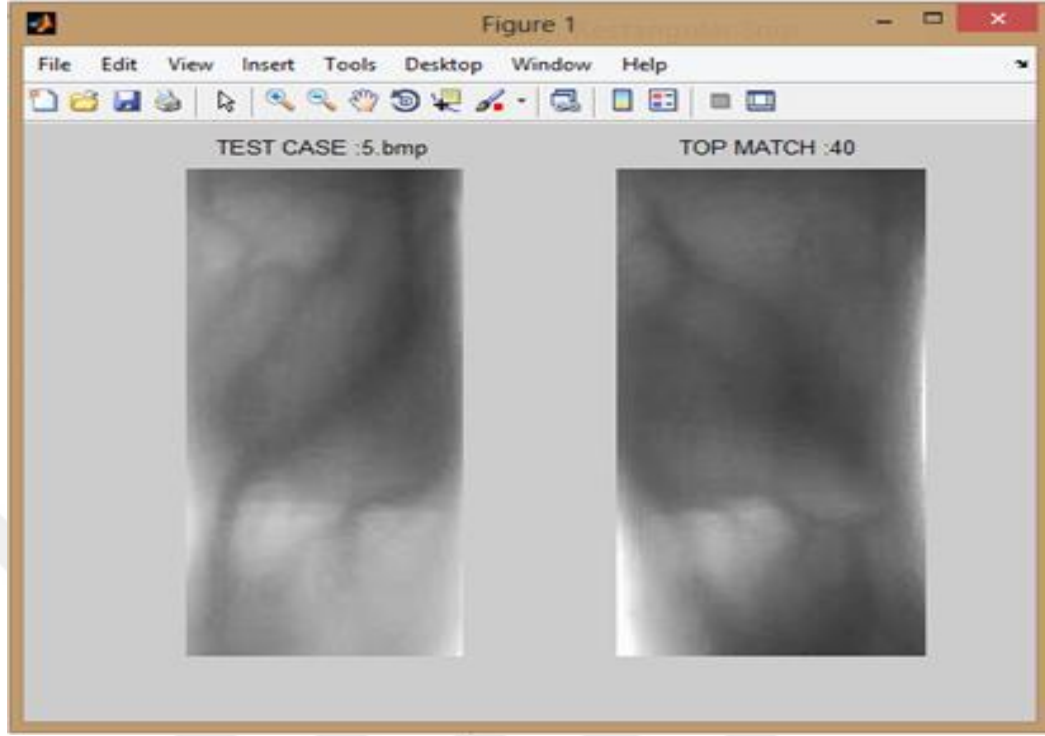 Figure 1
File Edit View Insert Tools Desktop Window Help
TEST CASE :5.bmp
TOP MATCH :40